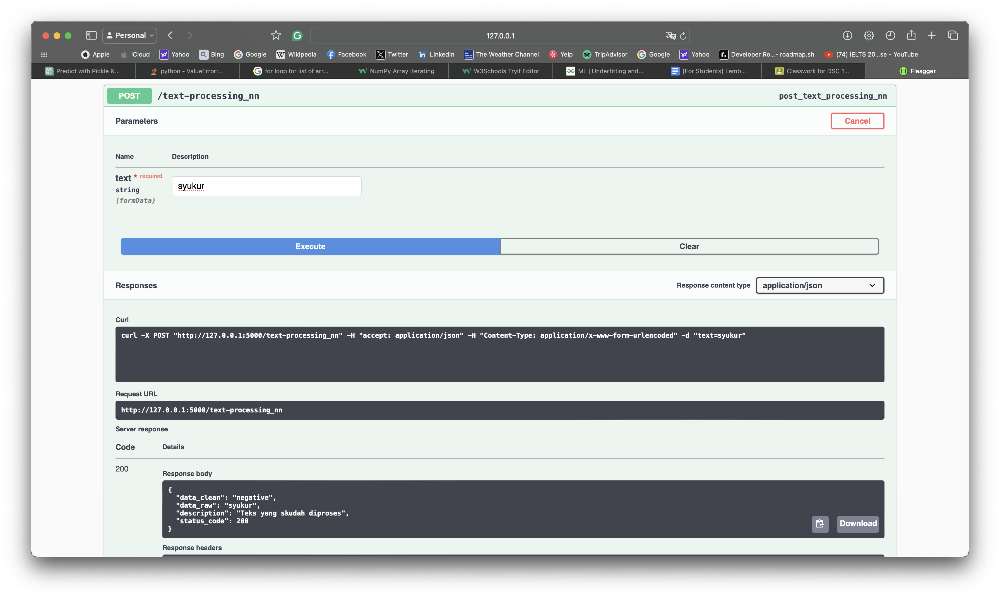 Personal
127.0.0.1
Apple iCloud Yahoo Bing Google Wikipedia Facebook Twitter LinkedIn The Weather Channel Yelp TripAdvisor Google Yahoo Developer Ro...- roadmap.sh (74) IELTS 20...se - YouTube
Predict with Pickle &... python - ValueError:... for loop for list of arr... NumPy Array Iterating W3Schools Tryit Editor ML | Underfitting and... [For Students] Lemb... Classwork for DSC 1... Flasgger
POST /text-processing_nn post_text_processing_nn
Parameters Cancel
Name Description
text * required
string
(formData)
syukur
Execute Clear
Responses Response content type application/json
Curl
curl -X POST "http://127.0.0.1:5000/text-processing_nn" -H "accept: application/json" -H "Content-Type: application/x-www-form-urlencoded" -d "text=syukur"
Request URL
http://127.0.0.1:5000/text-processing_nn
Server response
Code Details
200
Response body
{
"data_clean": "negative",
"data_raw": "syukur",
"description": "Teks yang skudah diproses",
"status_code": 200
}
Download
Response headers